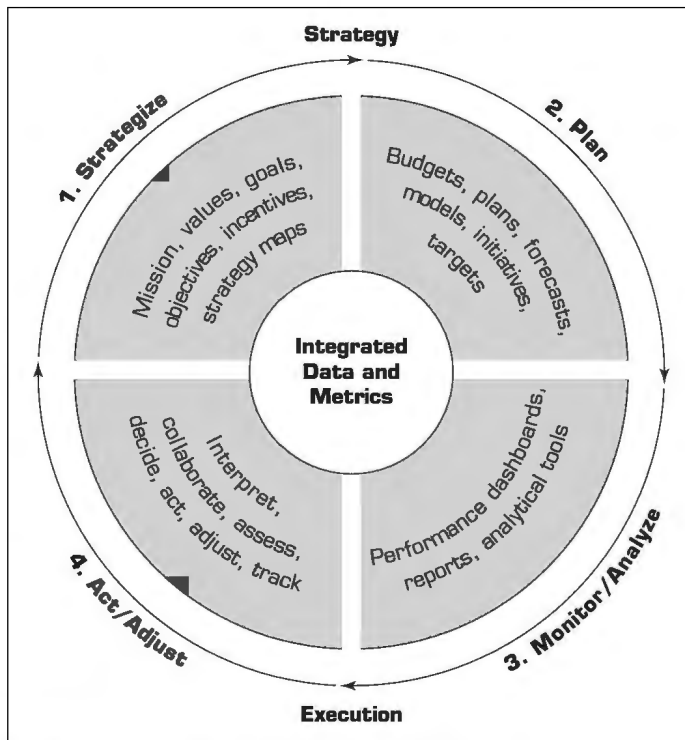 Strategy
1. Strategize
Mission, values, goals,
objectives, incentives,
strategy maps
2. Plan
Budgets, plans, forecasts,
models, initiatives,
targets
Integrated
Data and
Metrics
3. Monitor/Analyze
Performance dashboards,
reports, analytical tools
4. Act/Adjust
Interpret,
collaborate, assess,
decide, act, adjust, track
Execution